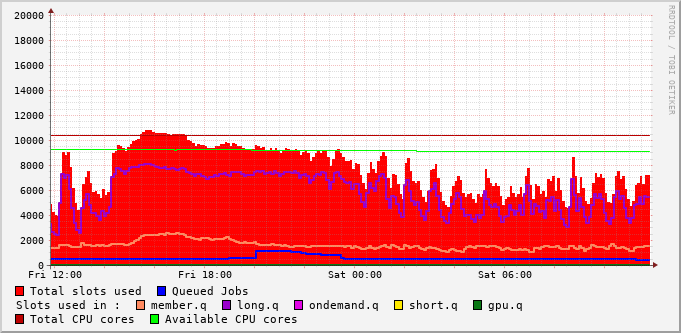 20000
18000
16000
14000
12000
10000
8000
6000
4000
2000
0
Fri 12:00 Fri 18:00 Sat 00:00 Sat 06:00
RRDTOOL / TOBI OETIKER
Total slots used Queued Jobs
Slots used in : member.q long.q ondemand.q short.q gpu.q
Total CPU cores Available CPU cores